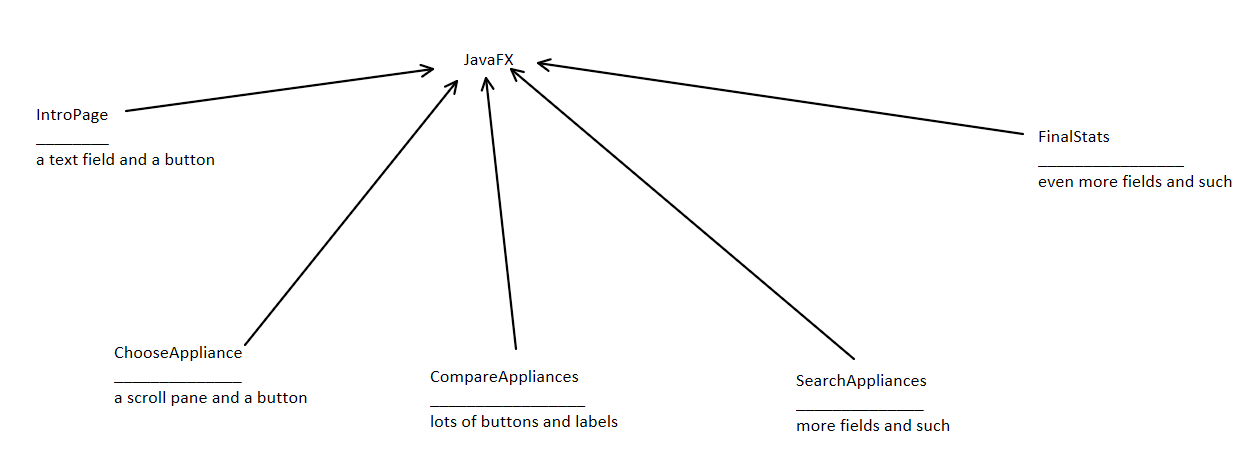 JavaFX
IntroPage
a text field and a button
FinalStats
even more fields and such
ChooseAppliance
a scroll pane and a button
CompareAppliances
lots of buttons and labels
SearchAppliances
more fields and such